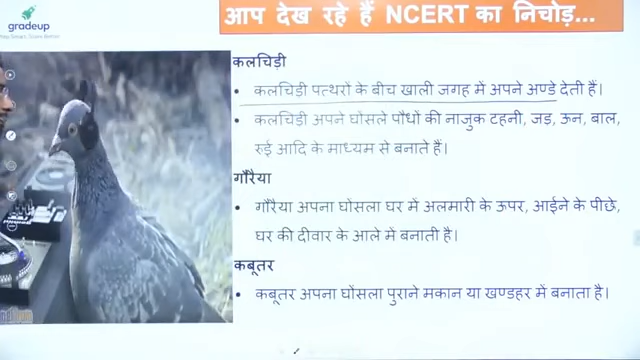 gradeup
आप देख रहे हैं NCERT का निचोड़...
कलचिड़ी
• कलचिड़ी पत्थरों के बीच खाली जगह में अपने अण्डे देती हैं।
• कलचिड़ी अपने घोंसले पौधों की नाजुक टहनी, जड़, ऊन, बाल,
रुई आदि के माध्यम से बनाते हैं।
गौरैया
• गौरैया अपना घोंसला घर में अलमारी के ऊपर, आईने के पीछे,
घर की दीवार के आले में बनाती है।
कबूतर
• कबूतर अपना घोंसला पुराने मकान या खण्डहर में बनाता है।